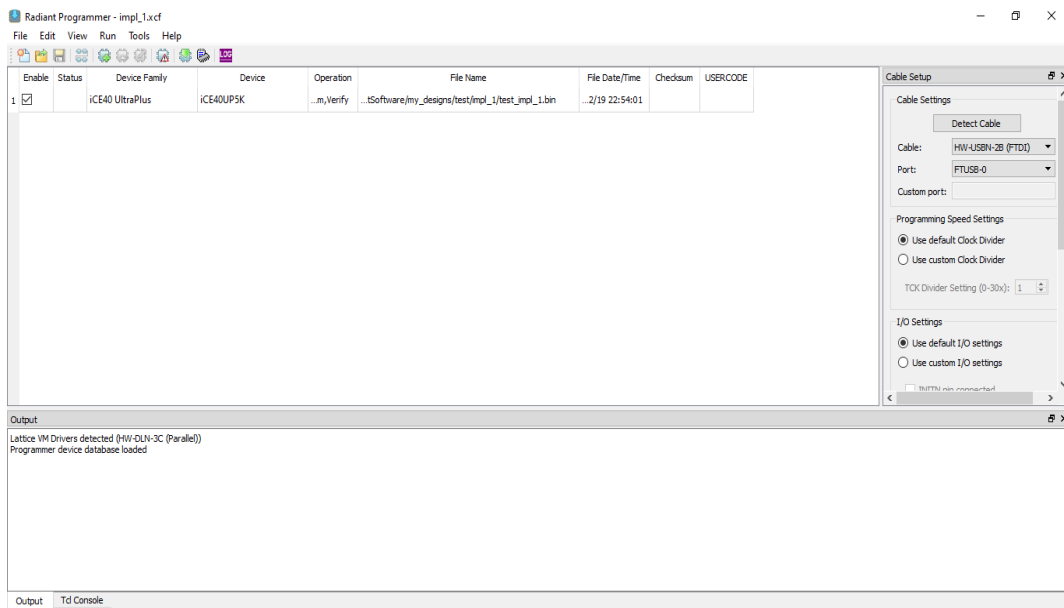 Radiant Programmer - impl_1.xcf
File Edit View Run Tools Help
LOG
Enable Status Device Family Device Operation File Name File Date/Time Checksum USERCODE
1 iCE40 UltraPlus iCE40UP5K ...m,Verify ...tSoftware/my_designs/test/impl_1/test_impl_1.bin ...2/19 22:54:01
Cable Setup
Cable Settings
Detect Cable
Cable: HW-USBN-2B (FTDI)
Port: FTUSB-0
Custom port:
Programming Speed Settings
Use default Clock Divider
Use custom Clock Divider
TCK Divider Setting (0-30x): 1
I/O Settings
Use default I/O settings
Use custom I/O settings
INITN pin connected
Output
Lattice VM Drivers detected (HW-DLN-3C (Parallel))
Programmer device database loaded
Output Tcl Console